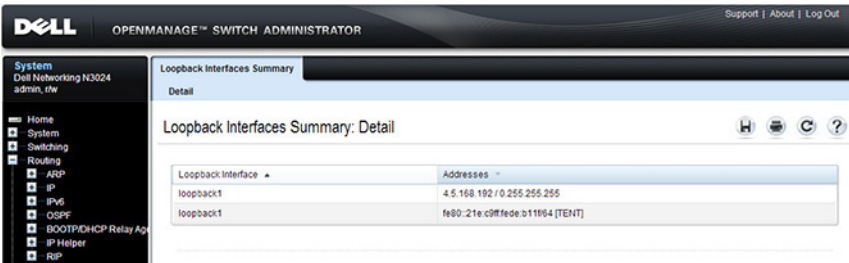 Support | About | Log Out
DELL OPENMANAGE™ SWITCH ADMINISTRATOR
System
Dell Networking N3024
admin, r/w
Home
System
Switching
Routing
ARP
IP
IPv6
OSPF
BOOTP/DHCP Relay Age
IP Helper
RIP
Loopback Interfaces Summary
Detail
Loopback Interfaces Summary: Detail
Loopback Interface Addresses
loopback1 4.5.168.192 / 0.255.255.255
loopback1 fe80::21e:c9ff:fede:b11f/64 [TENT]